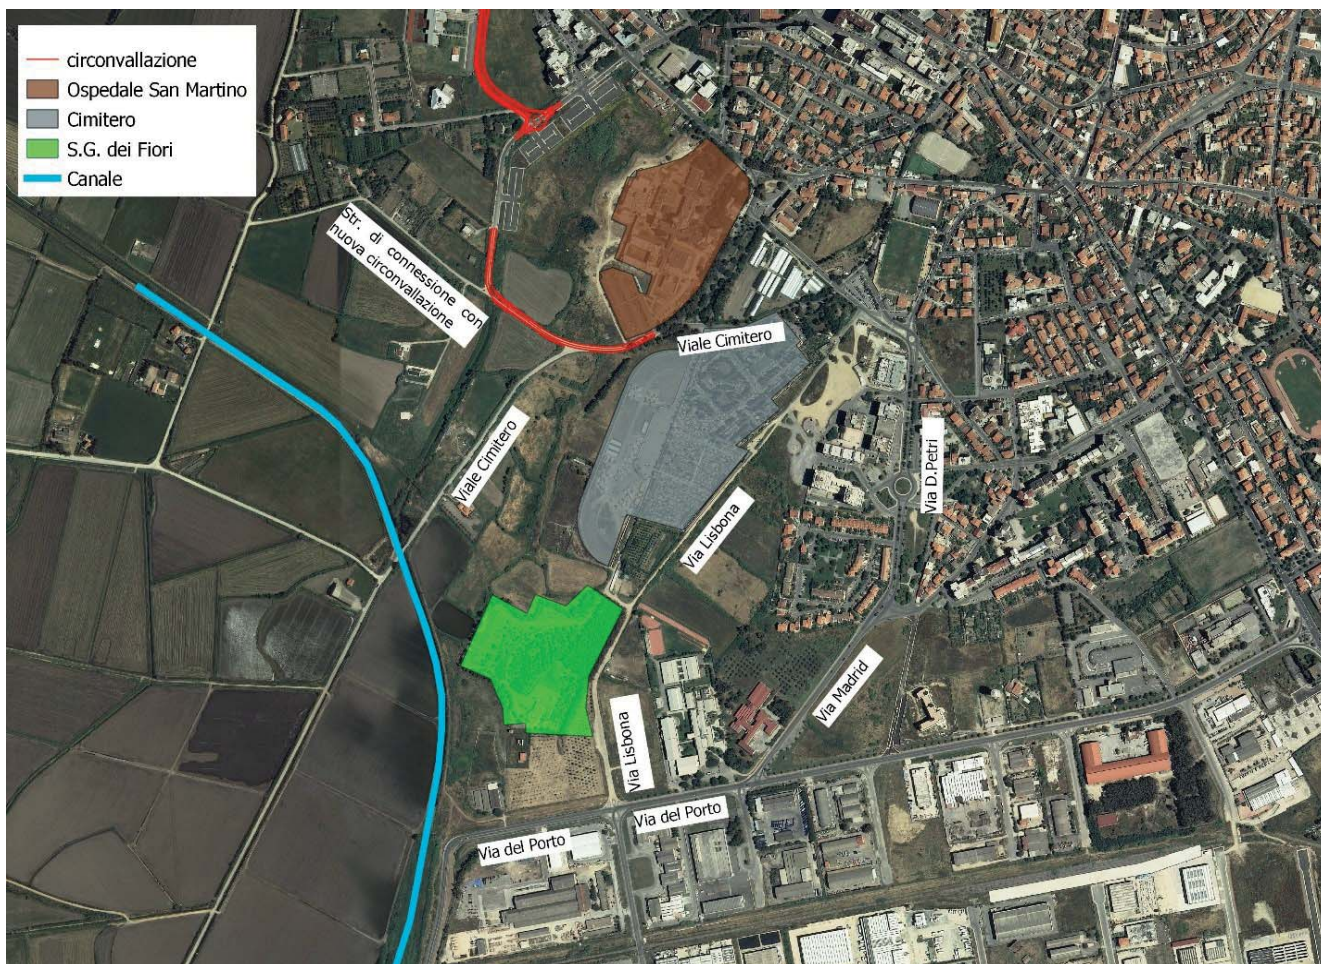 circonvallazione
Ospedale San Martino
Cimitero
S.G. dei Fiori
Canale
Str. di connessione con
nuova circonvallazione
Viale Cimitero
Viale Cimitero
Via D.Petri
Via Lisbona
Via Madrid
Via Lisbona
Via del Porto
Via del Porto